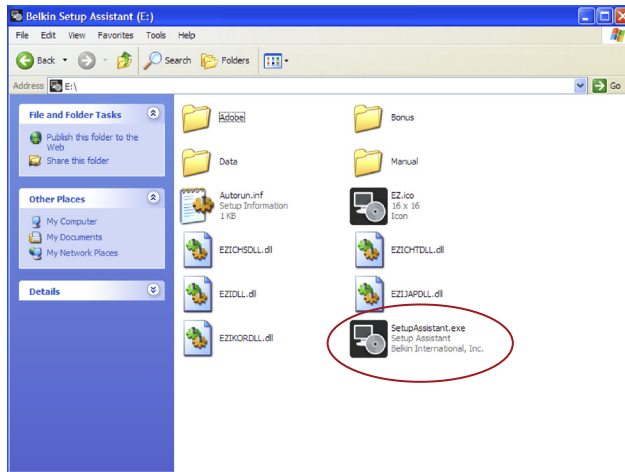 Belkin Setup Assistant (E:)
File Edit View Favorites Tools Help
Back Search Folders
Address E:\ Go
File and Folder Tasks
Publish this folder to the
Web
Share this folder
Other Places
My Computer
My Documents
My Network Places
Details
Adobe
Bonus
Data
Manual
Autorun.inf
Setup Information
1 KB
EZ.ico
16 x 16
Icon
EZICHSDLL.dll
EZICHTDLL.dll
EZIDLL.dll
EZIJAPDLL.dll
EZIKORDLL.dll
SetupAssistant.exe
Setup Assistant
Belkin International, Inc.